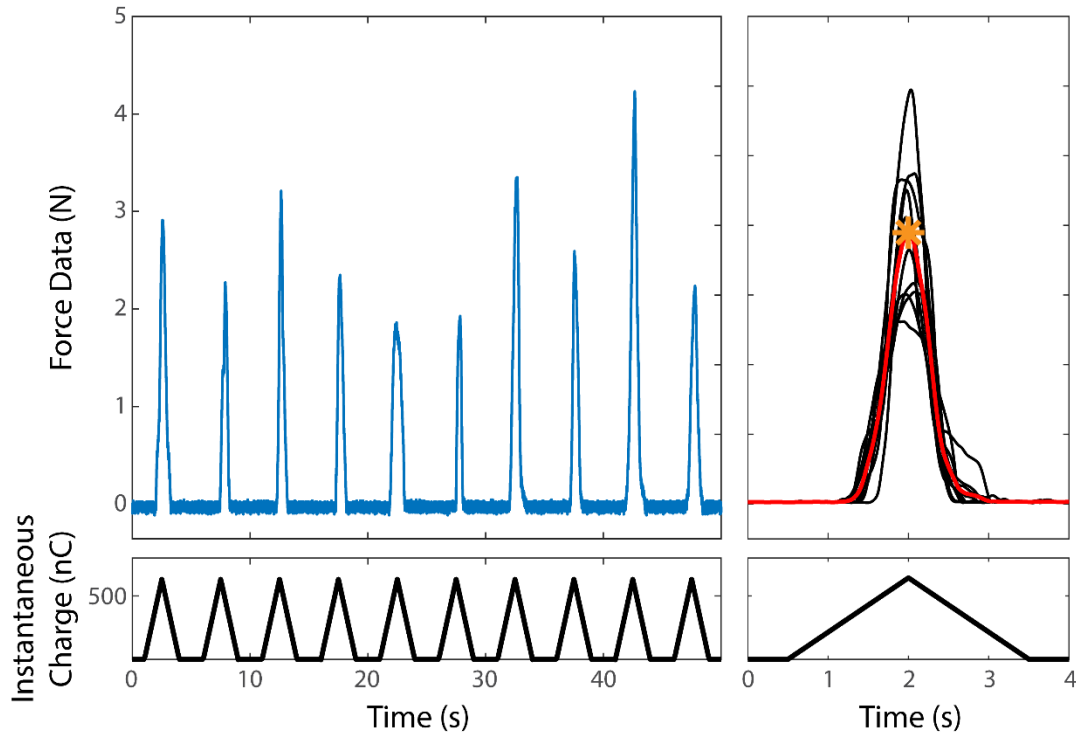 5
4
3
2
1
0
Force Data (N)
500
Instantaneous
Charge (nC)
0 10 20 30 40
Time (s)
0 1 2 3 4
Time (s)